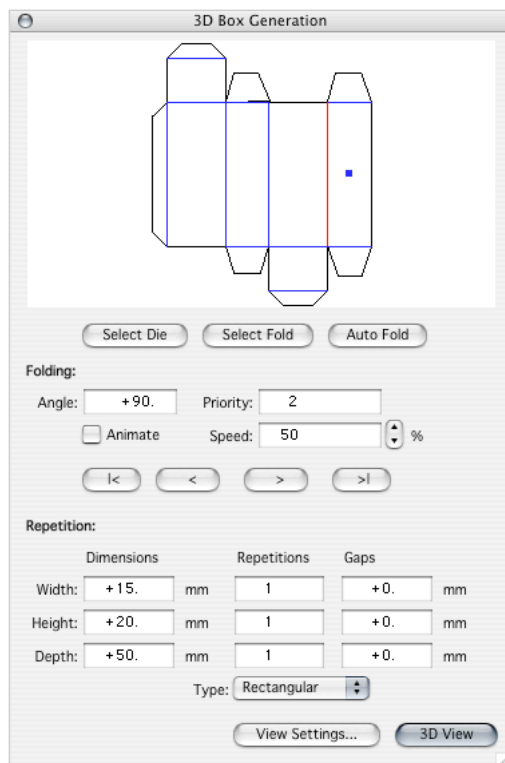 3D Box Generation
Select Die Select Fold Auto Fold
Folding:
Angle: +90. Priority: 2
Animate Speed: 50 %
|< < > >|
Repetition:
Dimensions Repetitions Gaps
Width: +15. mm 1 +0. mm
Height: +20. mm 1 +0. mm
Depth: +50. mm 1 +0. mm
Type: Rectangular
View Settings... 3D View